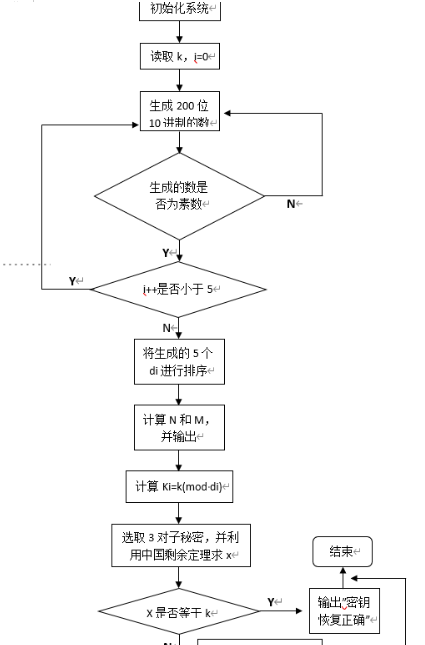 初始化系统
读取 k，i=0
生成 200 位
10 进制的数
生成的数是
否为素数
N
Y
Y
i++是否小于 5
N
将生成的 5 个
di 进行排序
计算 N 和 M，
并输出
计算 Ki=k(mod·di)
选取 3 对子秘密，并利
用中国剩余定理求 x
结束
X 是否等于 k
Y
输出“密钥
恢复正确”